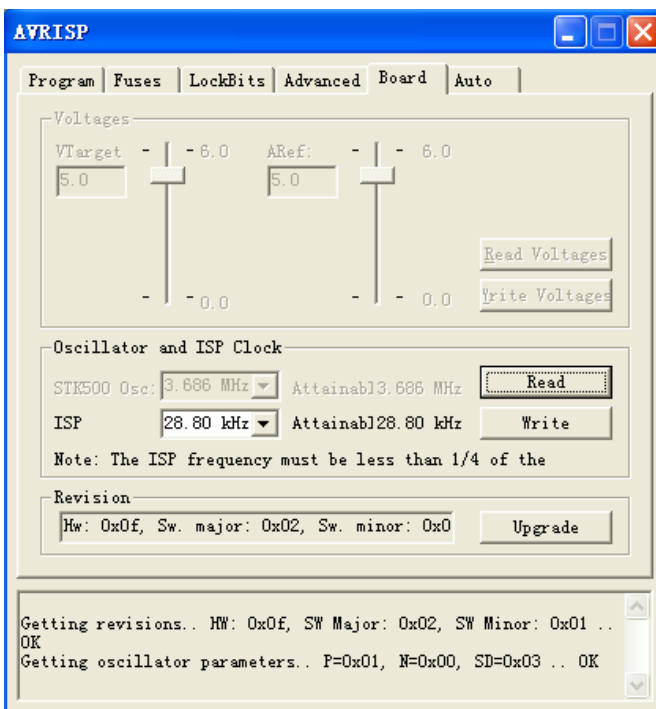 AVRISP
Program Fuses LockBits Advanced Board Auto
Voltages
VTarget - - 6.0 ARef: - - 6.0
5.0 5.0
Read Voltages
- - 0.0 - - 0.0 Write Voltages
Oscillator and ISP Clock
STK500 Osc: 3.686 MHz Attainabl 3.686 MHz Read
ISP 28.80 kHz Attainabl 28.80 kHz Write
Note: The ISP frequency must be less than 1/4 of the
Revision
Hw: 0x0f, Sw. major: 0x02, Sw. minor: 0x0 Upgrade
Getting revisions.. HW: 0x0f, SW Major: 0x02, SW Minor: 0x01 ..
OK
Getting oscillator parameters.. P=0x01, N=0x00, SD=0x03 .. OK